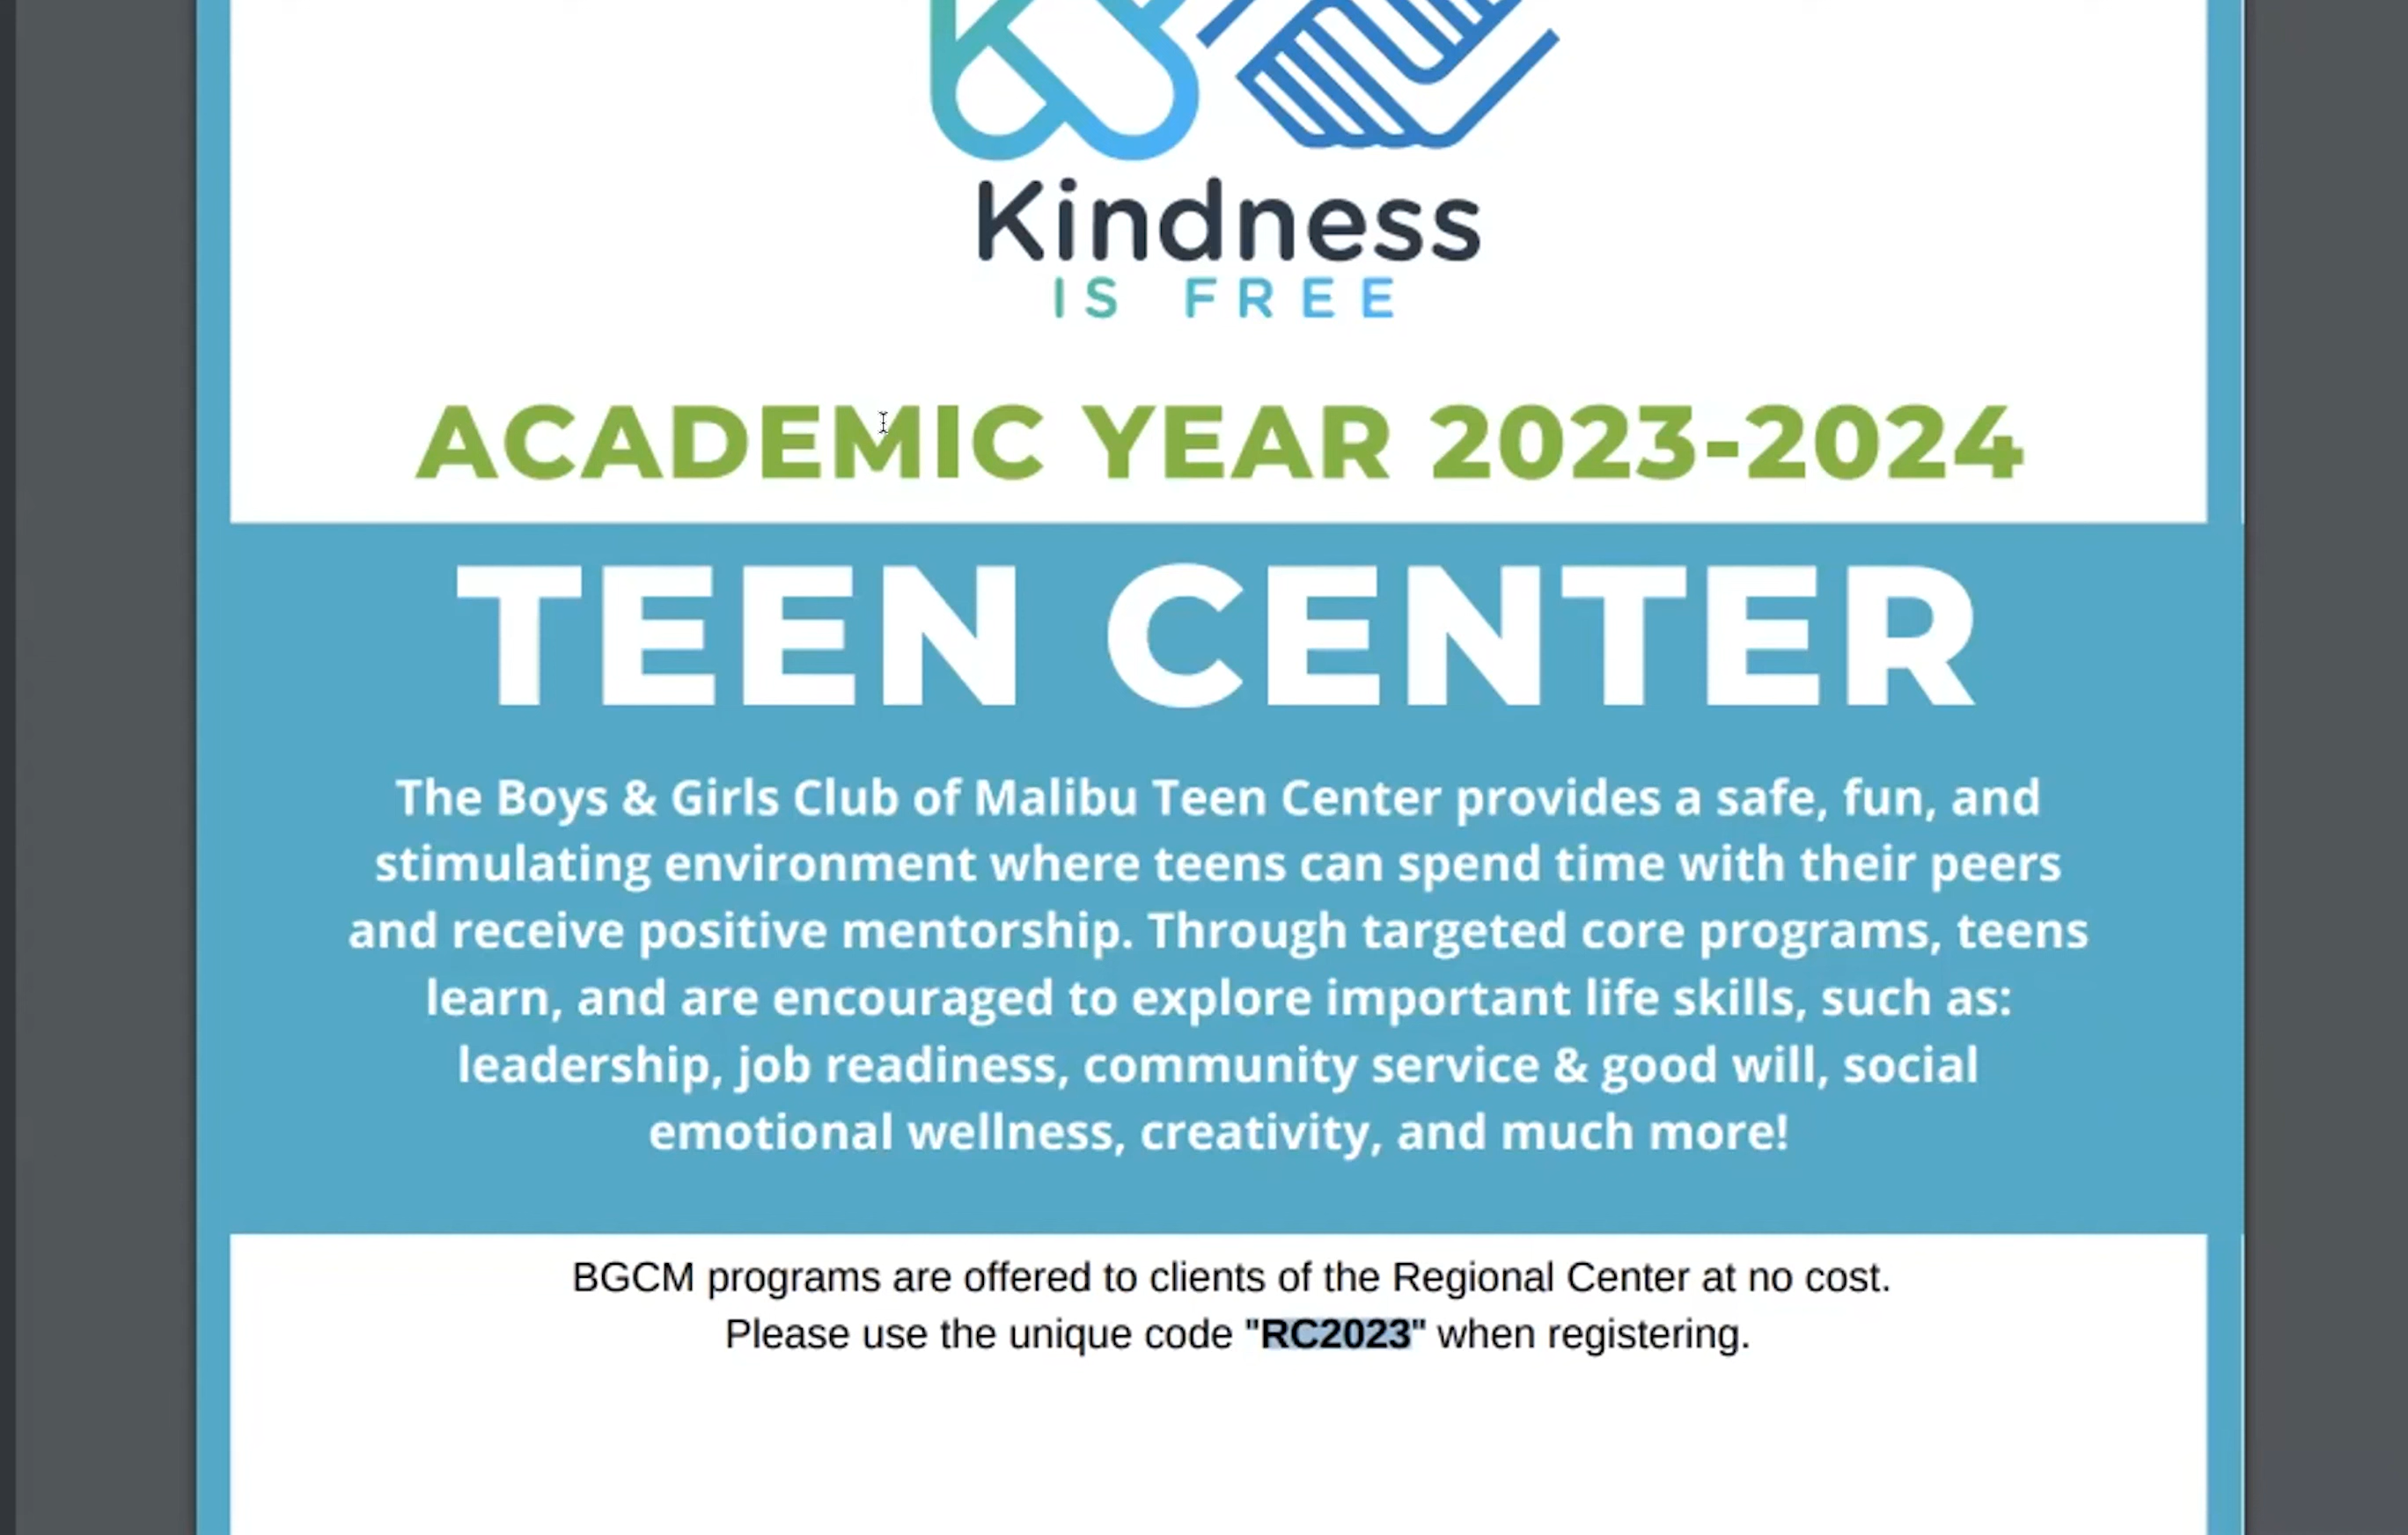 Kindness
IS FREE
ACADEMIC YEAR 2023-2024
TEEN CENTER
The Boys & Girls Club of Malibu Teen Center provides a safe, fun, and
stimulating environment where teens can spend time with their peers
and receive positive mentorship. Through targeted core programs, teens
learn, and are encouraged to explore important life skills, such as:
leadership, job readiness, community service & good will, social
emotional wellness, creativity, and much more!
BGCM programs are offered to clients of the Regional Center at no cost.
Please use the unique code "RC2023" when registering.